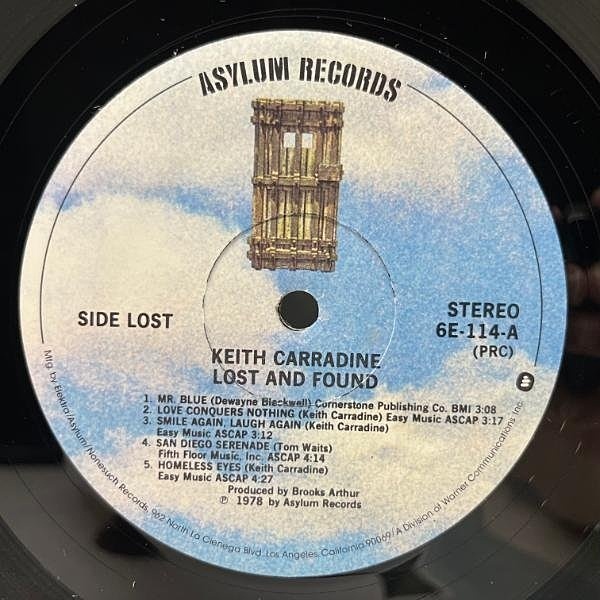 ASYLUM RECORDS
SIDE LOST
STEREO
6E-114-A
(PRC)
KEITH CARRADINE
LOST AND FOUND
1. MR. BLUE (Dewayne Blackwell) Cornerstone Publishing Co. BMI 3:08
2. LOVE CONQUERS NOTHING (Keith Carradine) Easy Music ASCAP 3:17
3. SMILE AGAIN, LAUGH AGAIN (Keith Carradine)
Easy Music ASCAP 3:12
4. SAN DIEGO SERENADE (Tom Waits)
Fifth Floor Music, Inc. ASCAP 4:14
5. HOMELESS EYES (Keith Carradine)
Easy Music ASCAP 4:27
Produced by Brooks Arthur
℗ 1978 by Asylum Records
Mfg. by Elektra/Asylum/Nonesuch Records, 962 North La Cienega Blvd., Los Angeles, California 90069/A Division of Warner Communications Inc.